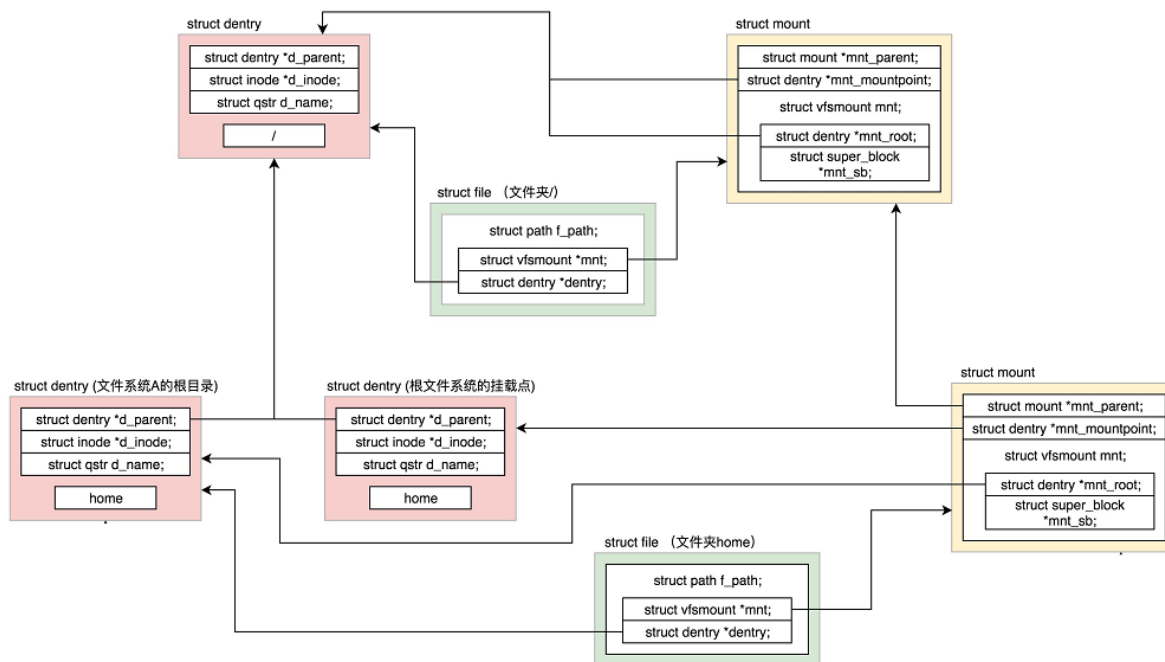 struct dentry
struct dentry *d_parent;
struct inode *d_inode;
struct qstr d_name;
/
struct mount
struct mount *mnt_parent;
struct dentry *mnt_mountpoint;
struct vfsmount mnt;
struct dentry *mnt_root;
struct super_block
*mnt_sb;
struct file （文件夹/）
struct path f_path;
struct vfsmount *mnt;
struct dentry *dentry;
struct dentry (文件系统A的根目录)
struct dentry *d_parent;
struct inode *d_inode;
struct qstr d_name;
home
struct dentry (根文件系统的挂载点)
struct dentry *d_parent;
struct inode *d_inode;
struct qstr d_name;
home
struct mount
struct mount *mnt_parent;
struct dentry *mnt_mountpoint;
struct vfsmount mnt;
struct dentry *mnt_root;
struct super_block
*mnt_sb;
struct file （文件夹home）
struct path f_path;
struct vfsmount *mnt;
struct dentry *dentry;